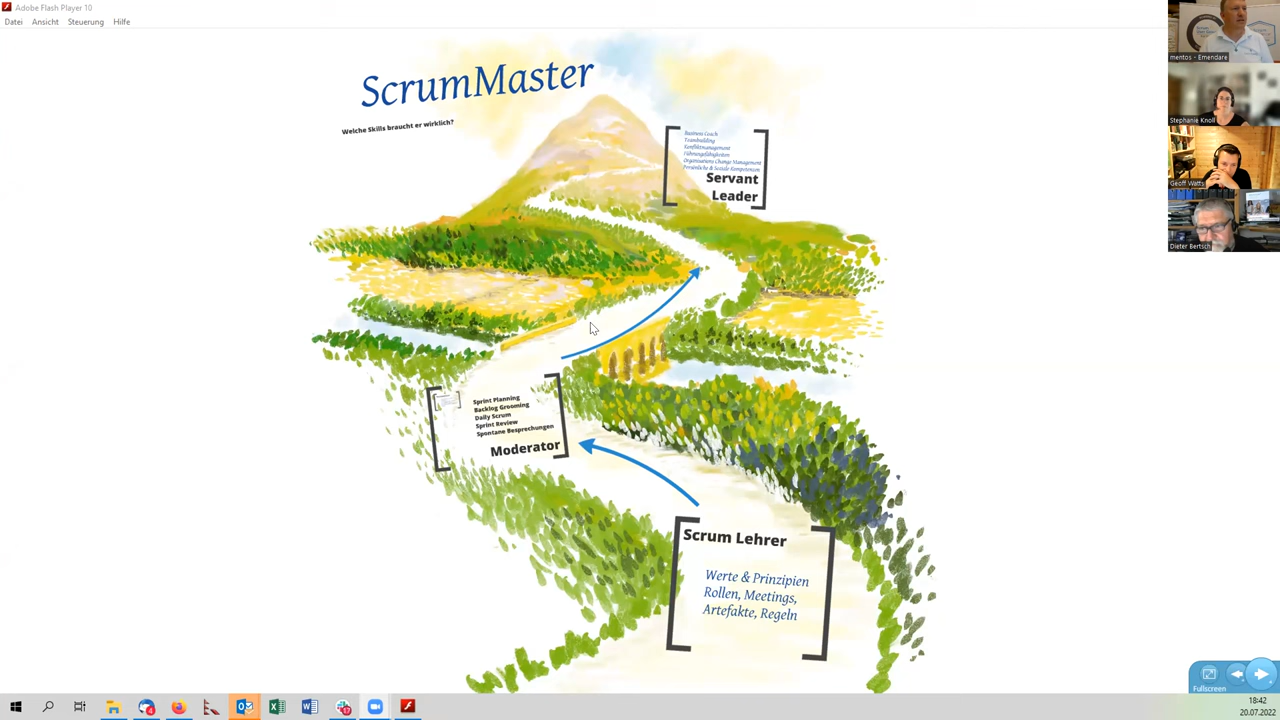 Adobe Flash Player 10
Datei Ansicht Steuerung Hilfe
ScrumMaster
Welche Skills braucht er wirklich?
Business Coach
Teambuilding
Konfliktmanagement
Führungsfähigkeiten
Organisations Change Management
Persönliche & Soziale Kompetenzen
Servant
Leader
Sprint Planning
Backlog Grooming
Daily Scrum
Sprint Review
Spontane Besprechungen
Moderator
Scrum Lehrer
Werte & Prinzipien
Rollen, Meetings,
Artefakte, Regeln
mentos - Emendare
Stephanie Knoll
Geoff Watts
Dieter Bertsch
Fullscreen
18:42
20.07.2022